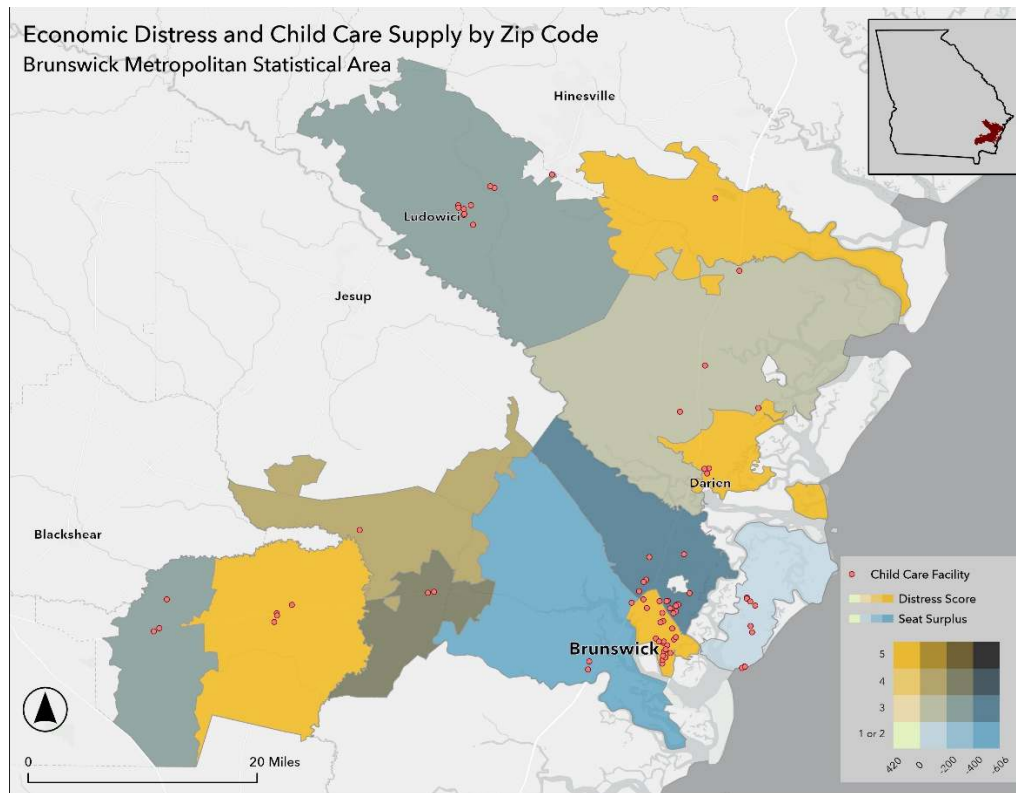 Economic Distress and Child Care Supply by Zip Code
Brunswick Metropolitan Statistical Area
Hinesville
Ludowici
Jesup
Darien
Blackshear
Brunswick
Child Care Facility
Distress Score
Seat Surplus
5
4
3
1 or 2
420 0 -200 -400 -606
0 20 Miles